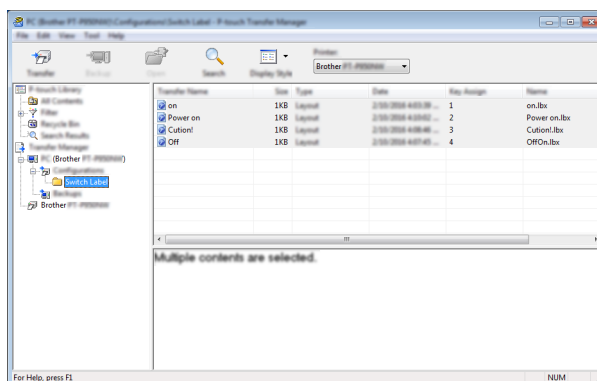 PC (Brother PT-P850NW)\Configurations\Switch Label - P-touch Transfer Manager
File Edit View Tool Help
Transfer Backup Open Search Display Style
Printer:
Brother
P-touch Library
All Contents
Filter
Recycle Bin
Search Results
Transfer Manager
PC (Brother
Configurations
Switch Label
Backups
Brother
Transfer Name Size Type Date Key Assign Name
on 1KB Layout 1 on.lbx
Power on 1KB Layout 2 Power on.lbx
Cution! 1KB Layout 3 Cution!.lbx
Off 1KB Layout 4 OffOn.lbx
Multiple contents are selected.
For Help, press F1 NUM